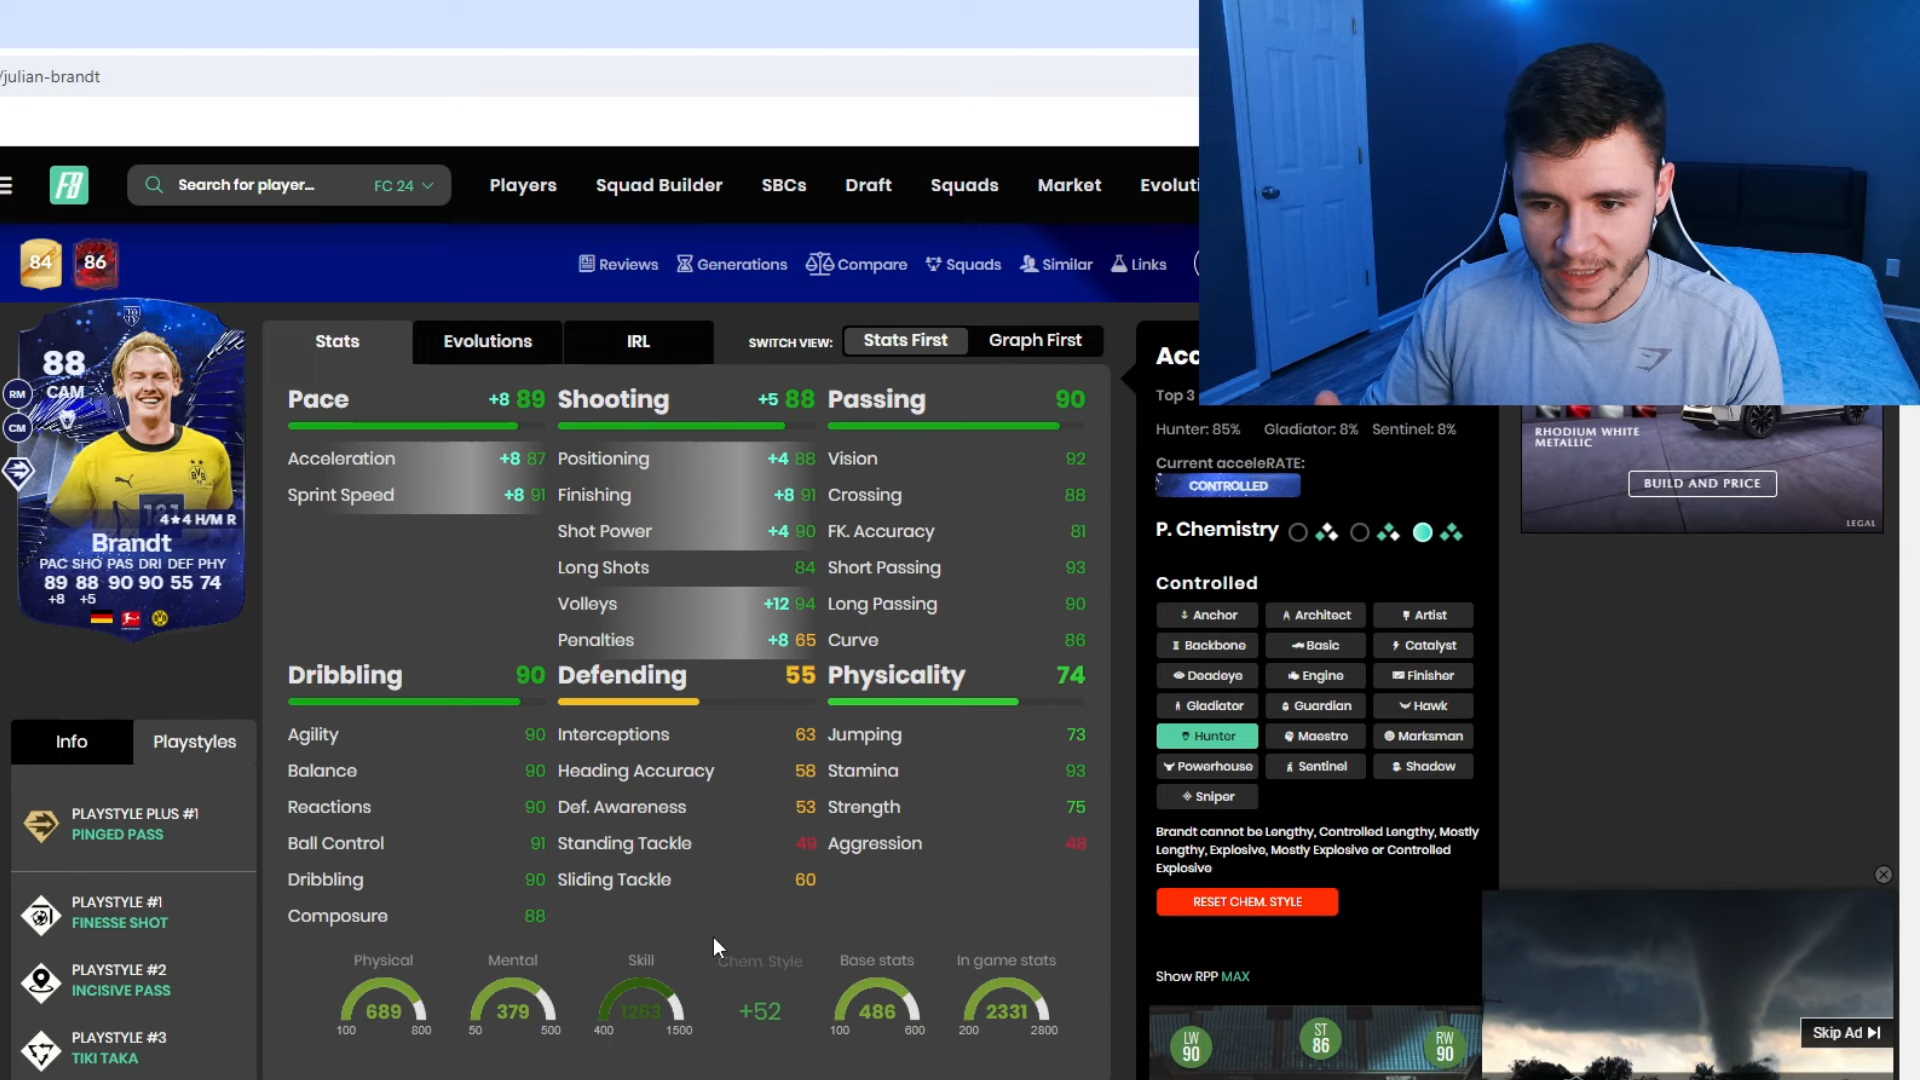 /julian-brandt
FB Search for player... FC 24 Players Squad Builder SBCs Draft Squads Market Evoluti
84 86 Reviews Generations Compare Squads Similar Links
Stats Evolutions IRL SWITCH VIEW: Stats First Graph First
88
CAM
RM
CM
4★4 H/M R
Brandt
PAC SHO PAS DRI DEF PHY
89 88 90 90 55 74
+8 +5
Info Playstyles
PLAYSTYLE PLUS #1
PINGED PASS
PLAYSTYLE #1
FINESSE SHOT
PLAYSTYLE #2
INCISIVE PASS
PLAYSTYLE #3
TIKI TAKA
Pace +8 89
Acceleration +8 87
Sprint Speed +8 91
Shooting +5 88
Positioning +4 88
Finishing +8 91
Shot Power +4 90
Long Shots 84
Volleys +12 94
Penalties +8 65
Passing 90
Vision 92
Crossing 88
FK. Accuracy 81
Short Passing 93
Long Passing 90
Curve 86
Dribbling 90
Agility 90
Balance 90
Reactions 90
Ball Control 91
Dribbling 90
Composure 88
Defending 55
Interceptions 63
Heading Accuracy 58
Def. Awareness 53
Standing Tackle 49
Sliding Tackle 60
Physicality 74
Jumping 73
Stamina 93
Strength 75
Aggression 48
Physical Mental Skill Chem. Style Base stats In game stats
689 379 1263 +52 486 2331
100 800 50 500 400 1500 100 600 200 2800
Acc
Top 3
Hunter: 85% Gladiator: 8% Sentinel: 8%
Current acceleRATE:
CONTROLLED
P. Chemistry
Controlled
Anchor Architect Artist
Backbone Basic Catalyst
Deadeye Engine Finisher
Gladiator Guardian Hawk
Hunter Maestro Marksman
Powerhouse Sentinel Shadow
Sniper
Brandt cannot be Lengthy, Controlled Lengthy, Mostly
Lengthy, Explosive, Mostly Explosive or Controlled
Explosive
RESET CHEM. STYLE
Show RPP MAX
LW
90
ST
86
RW
90
RHODIUM WHITE
METALLIC
BUILD AND PRICE
LEGAL
Skip Ad